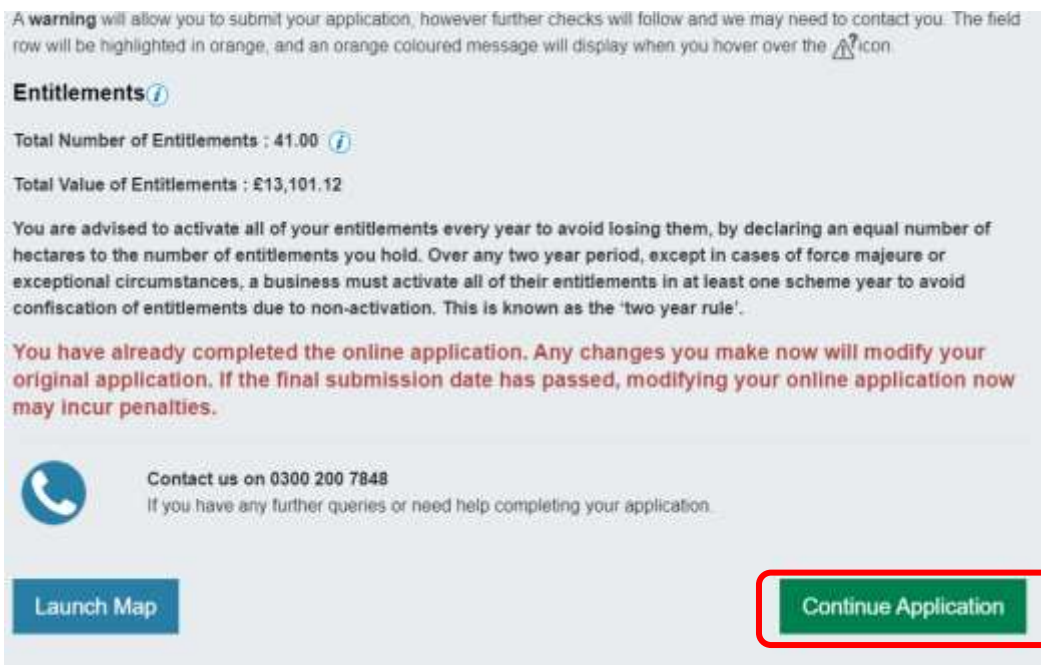 A warning will allow you to submit your application, however further checks will follow and we may need to contact you. The field
row will be highlighted in orange, and an orange coloured message will display when you hover over the ⚠? icon.
Entitlements i
Total Number of Entitlements : 41.00 i
Total Value of Entitlements : £13,101.12
You are advised to activate all of your entitlements every year to avoid losing them, by declaring an equal number of
hectares to the number of entitlements you hold. Over any two year period, except in cases of force majeure or
exceptional circumstances, a business must activate all of their entitlements in at least one scheme year to avoid
confiscation of entitlements due to non-activation. This is known as the 'two year rule'.
You have already completed the online application. Any changes you make now will modify your
original application. If the final submission date has passed, modifying your online application now
may incur penalties.
Contact us on 0300 200 7848
If you have any further queries or need help completing your application.
Launch Map
Continue Application